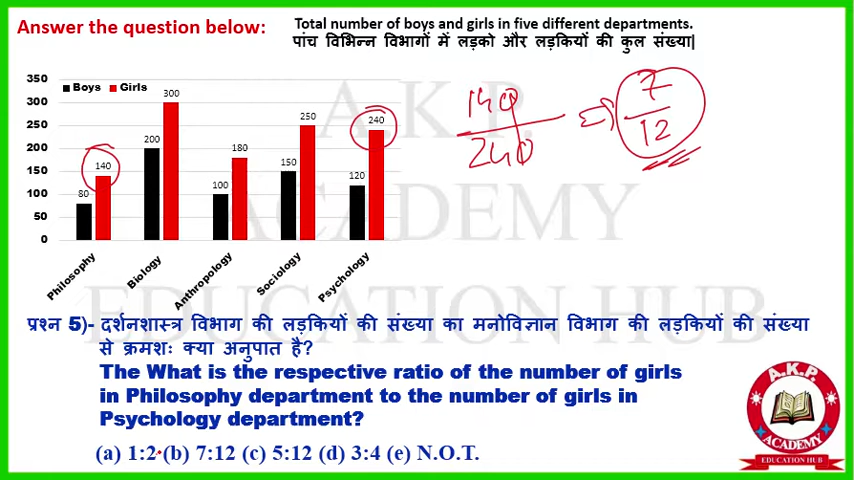 Answer the question below:
Total number of boys and girls in five different departments.
पांच विभिन्न विभागों में लड़को और लड़कियों की कुल संख्या|
350
300
250
200
150
100
50
0
Boys Girls
80
140
200
300
100
180
150
250
120
240
Philosophy
Biology
Anthropology
Sociology
Psychology
140
240
⇒
7
12
A.K.P.
ACADEMY
EDUCATION HUB
प्रश्न 5)- दर्शनशास्त्र विभाग की लड़कियों की संख्या का मनोविज्ञान विभाग की लड़कियों की संख्या
से क्रमशः क्या अनुपात है?
The What is the respective ratio of the number of girls
in Philosophy department to the number of girls in
Psychology department?
(a) 1:2 (b) 7:12 (c) 5:12 (d) 3:4 (e) N.O.T.
A.K.P.
ACADEMY
EDUCATION HUB